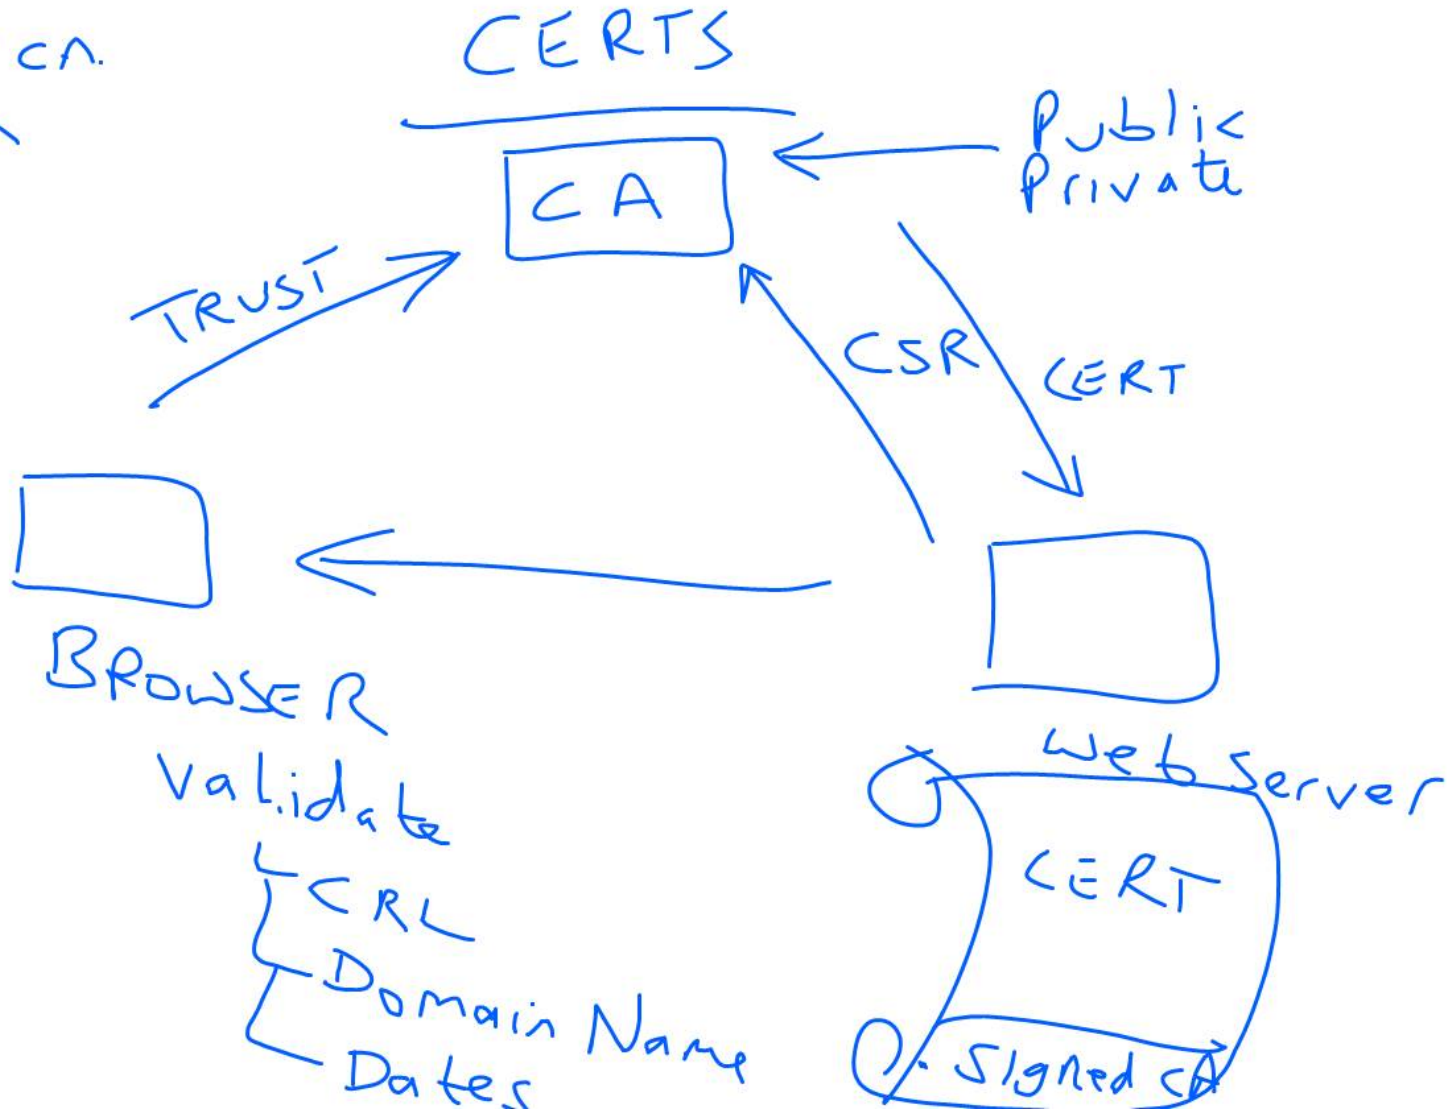 CA.
CERTS
Public
Private
CA
TRUST
CSR
CERT
BROWSER
Web Server
Validate
CRL
Domain Name
Dates
CERT
Signed CA